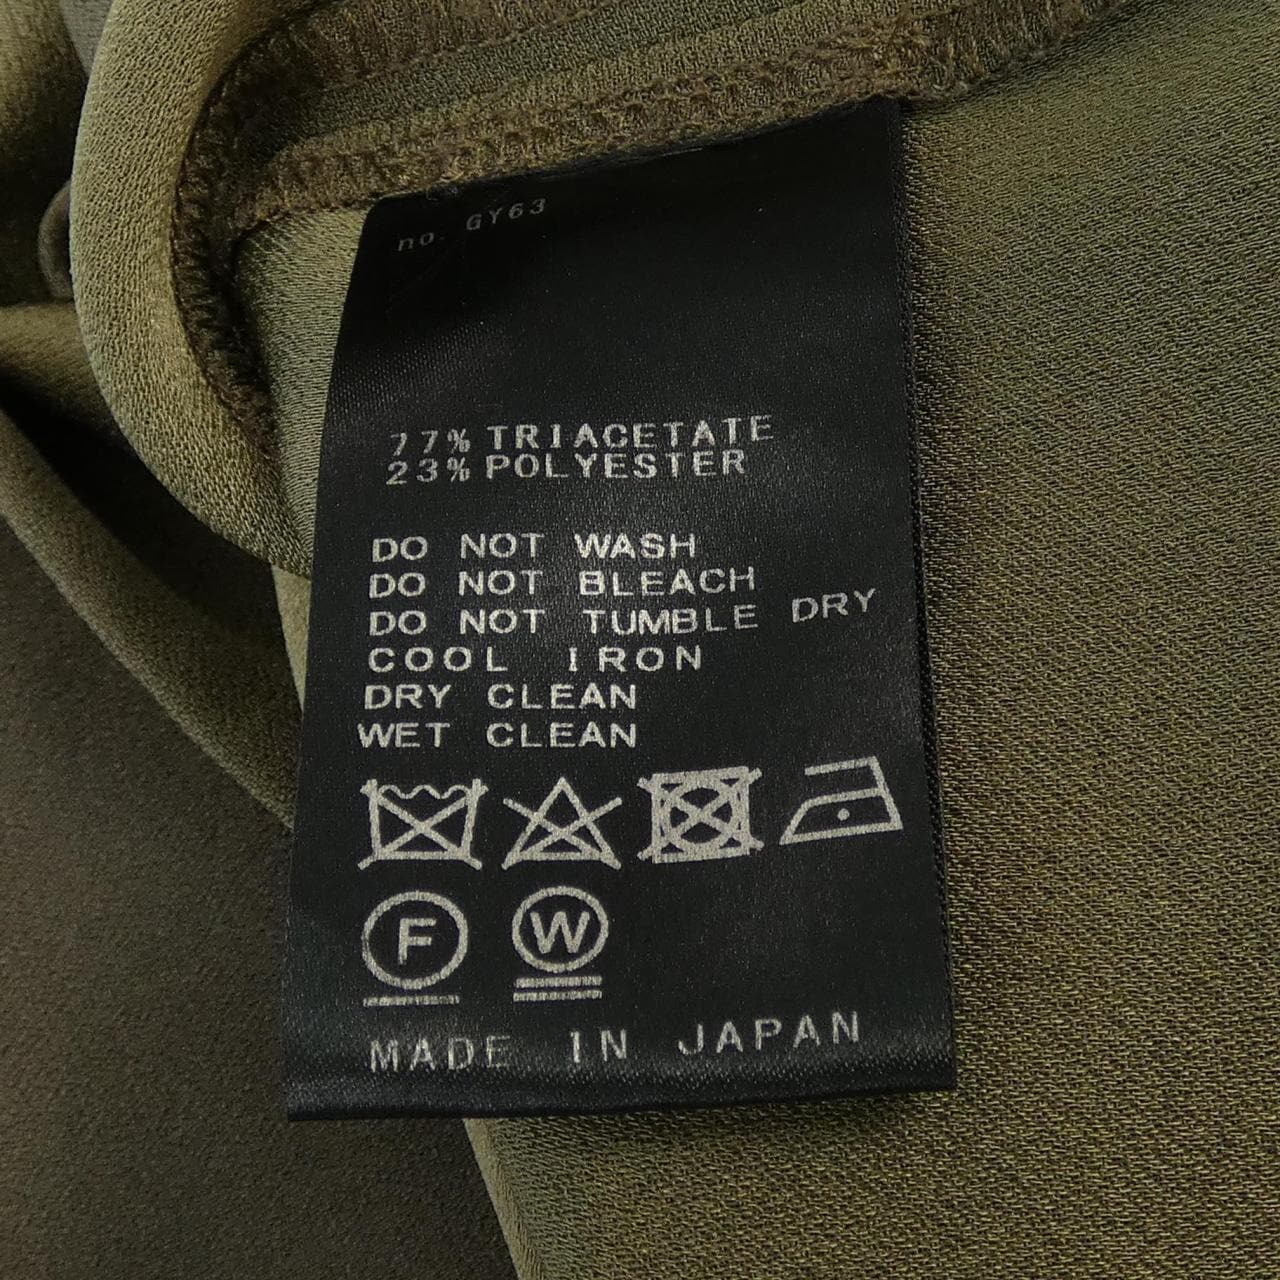 no. GY63
77% TRIACETATE
23% POLYESTER
DO NOT WASH
DO NOT BLEACH
DO NOT TUMBLE DRY
COOL IRON
DRY CLEAN
WET CLEAN
F W
MADE IN JAPAN